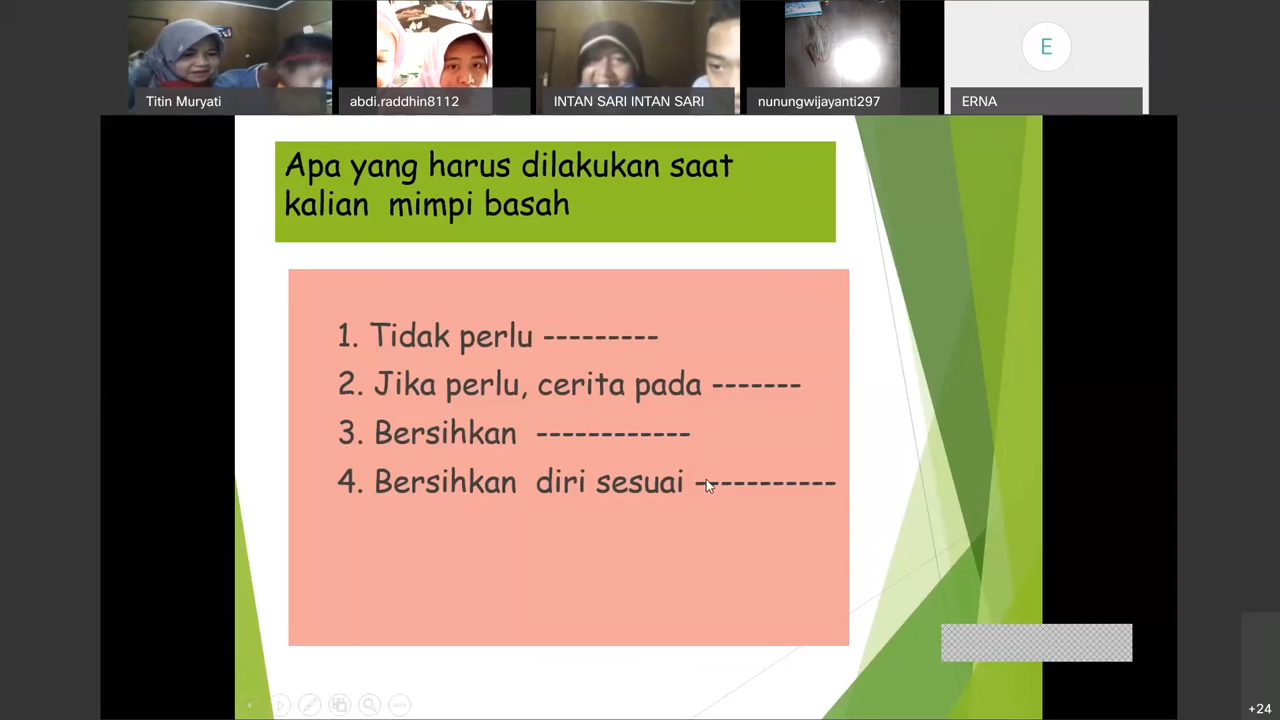 Titin Muryati
abdi.raddhin8112
INTAN SARI INTAN SARI
nunungwijayanti297
E
ERNA
Apa yang harus dilakukan saat
kalian mimpi basah
1. Tidak perlu ---------
2. Jika perlu, cerita pada -------
3. Bersihkan ------------
4. Bersihkan diri sesuai -----------
+24